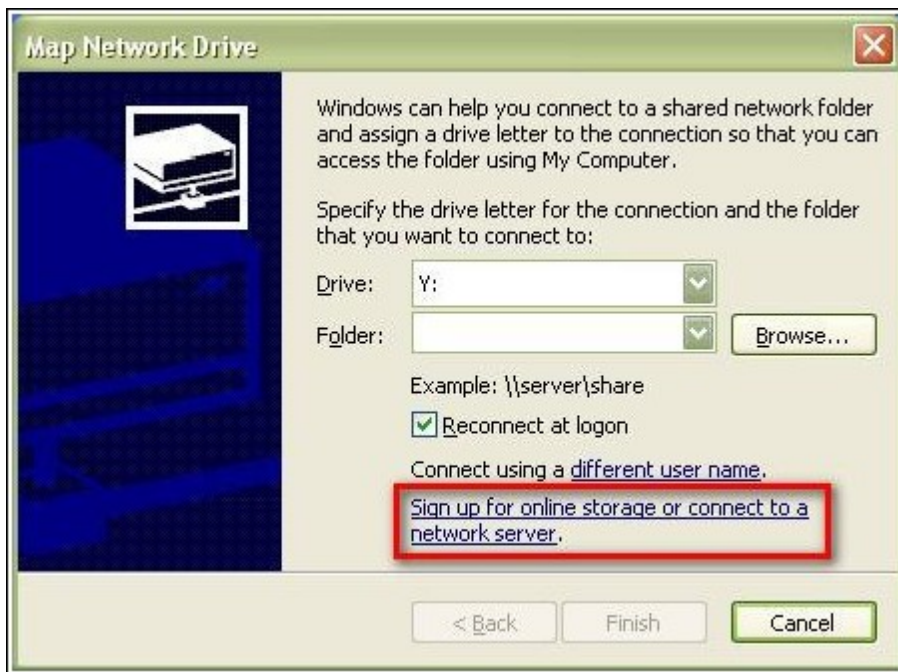 Map Network Drive
Windows can help you connect to a shared network folder
and assign a drive letter to the connection so that you can
access the folder using My Computer.
Specify the drive letter for the connection and the folder
that you want to connect to:
Drive: Y:
Folder: Browse...
Example: \\server\share
Reconnect at logon
Connect using a different user name.
Sign up for online storage or connect to a
network server.
< Back Finish Cancel